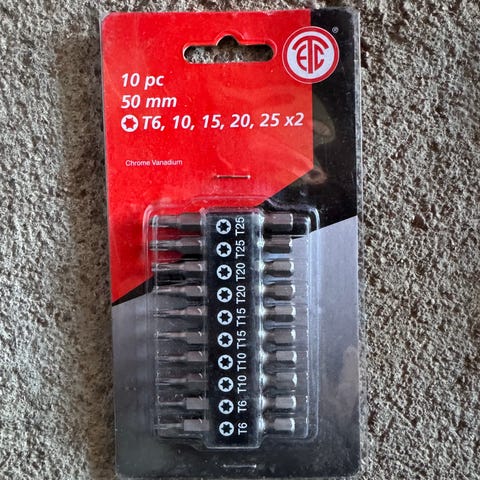 ETC
®
10 pc
50 mm
T6, 10, 15, 20, 25 x2
Chrome Vanadium
T25
T25
T20
T20
T15
T15
T10
T10
T6
T6